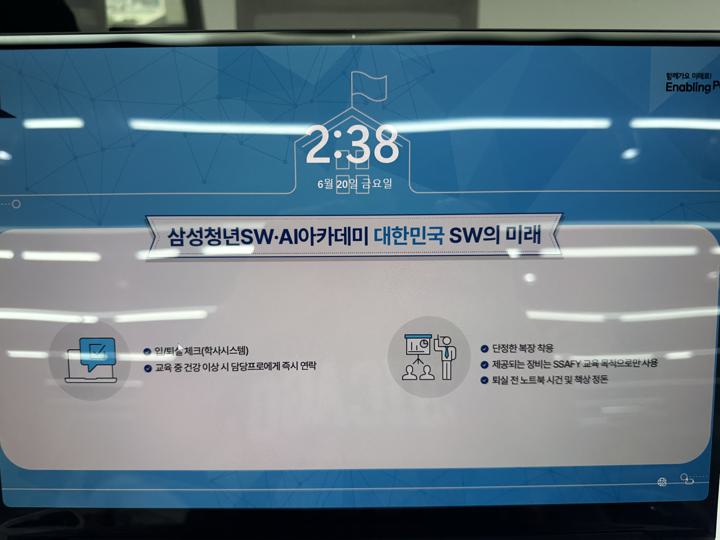 함께가요 미래로!
Enabling P
2:38
6월 20일 금요일
삼성청년SW·AI아카데미 대한민국 SW의 미래
입/퇴실 체크(학사시스템)
교육 중 건강 이상 시 담당프로에게 즉시 연락
단정한 복장 착용
제공되는 장비는 SSAFY 교육 목적으로만 사용
퇴실 전 노트북 시건 및 책상 정돈